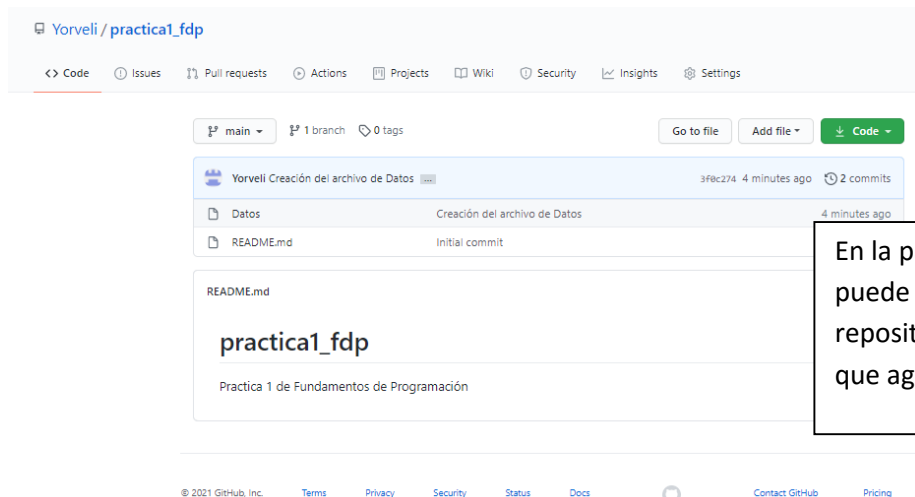 Yorveli / practica1_fdp
<> Code Issues Pull requests Actions Projects Wiki Security Insights Settings
main 1 branch 0 tags Go to file Add file Code
Yorveli Creación del archivo de Datos ... 3f0c274 4 minutes ago 2 commits
Datos Creación del archivo de Datos 4 minutes ago
README.md Initial commit
En la p
puede
reposit
que ag
README.md
practica1_fdp
Practica 1 de Fundamentos de Programación
© 2021 GitHub, Inc. Terms Privacy Security Status Docs Contact GitHub Pricing